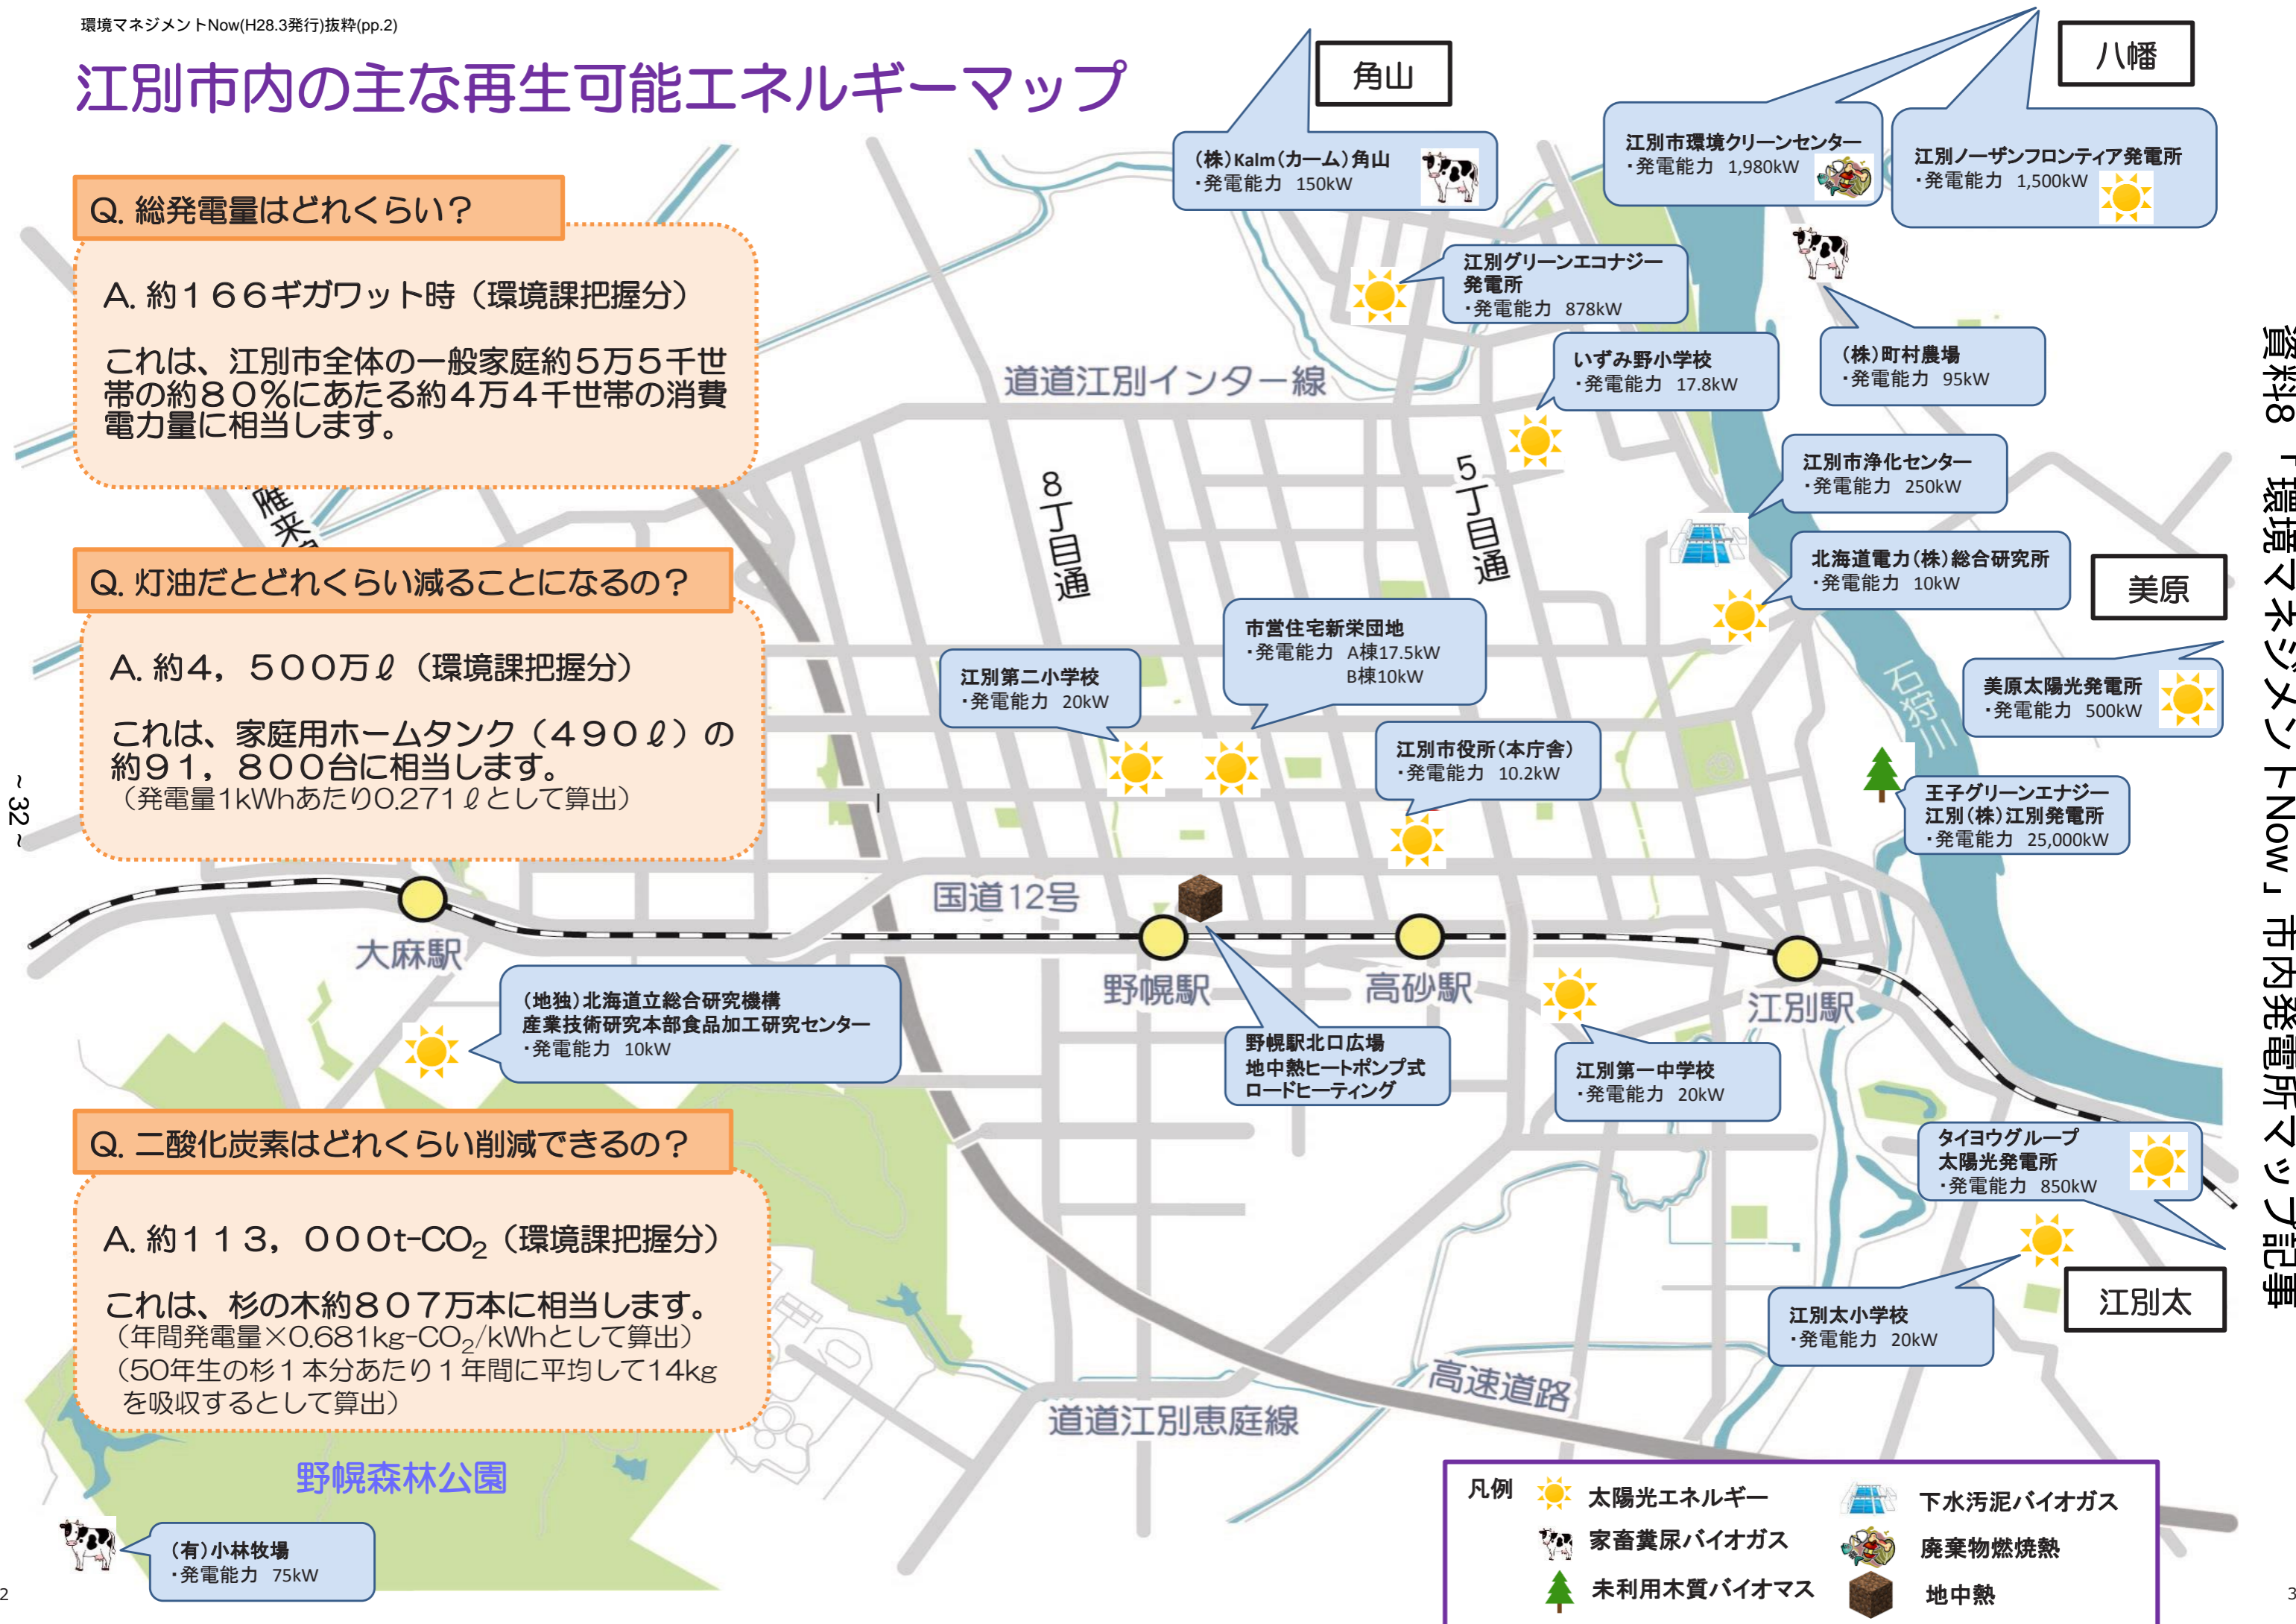 環境マネジメントNow(H28.3発行)抜粋(pp.2)
江別市内の主な再生可能エネルギーマップ
角山
八幡
(株)Kalm(カーム)角山
・発電能力 150kW
江別市環境クリーンセンター
・発電能力 1,980kW
江別ノーザンフロンティア発電所
・発電能力 1,500kW
Q. 総発電量はどれくらい？
A. 約１６６ギガワット時（環境課把握分）
これは、江別市全体の一般家庭約５万５千世
帯の約８０％にあたる約４万４千世帯の消費
電力量に相当します。
江別グリーンエコナジー
発電所
・発電能力 878kW
道道江別インター線
いずみ野小学校
・発電能力 17.8kW
(株)町村農場
・発電能力 95kW
江別市浄化センター
・発電能力 250kW
雁来
8丁目通
5丁目通
北海道電力(株)総合研究所
・発電能力 10kW
美原
Q. 灯油だとどれくらい減ることになるの？
A. 約４，５００万ℓ（環境課把握分）
これは、家庭用ホームタンク（４９０ℓ）の
約９１，８００台に相当します。
（発電量1kWhあたり0.271ℓとして算出）
市営住宅新栄団地
・発電能力 A棟17.5kW
B棟10kW
江別第二小学校
・発電能力 20kW
江別市役所(本庁舎)
・発電能力 10.2kW
石狩川
美原太陽光発電所
・発電能力 500kW
王子グリーンエナジー
江別(株)江別発電所
・発電能力 25,000kW
国道12号
大麻駅
野幌駅
高砂駅
江別駅
(地独)北海道立総合研究機構
産業技術研究本部食品加工研究センター
・発電能力 10kW
野幌駅北口広場
地中熱ヒートポンプ式
ロードヒーティング
江別第一中学校
・発電能力 20kW
Q. 二酸化炭素はどれくらい削減できるの？
A. 約１１３，０００t-CO₂（環境課把握分）
これは、杉の木約８０７万本に相当します。
（年間発電量×0.681kg-CO₂/kWhとして算出）
（50年生の杉１本分あたり１年間に平均して14kg
を吸収するとして算出）
タイヨウグループ
太陽光発電所
・発電能力 850kW
江別太
江別太小学校
・発電能力 20kW
高速道路
道道江別恵庭線
野幌森林公園
(有)小林牧場
・発電能力 75kW
凡例
太陽光エネルギー
下水汚泥バイオガス
家畜糞尿バイオガス
廃棄物燃焼熱
未利用木質バイオマス
地中熱
資料8 「環境マネジメントNow」市内発電所マップ記事
~ 32 ~
2
3